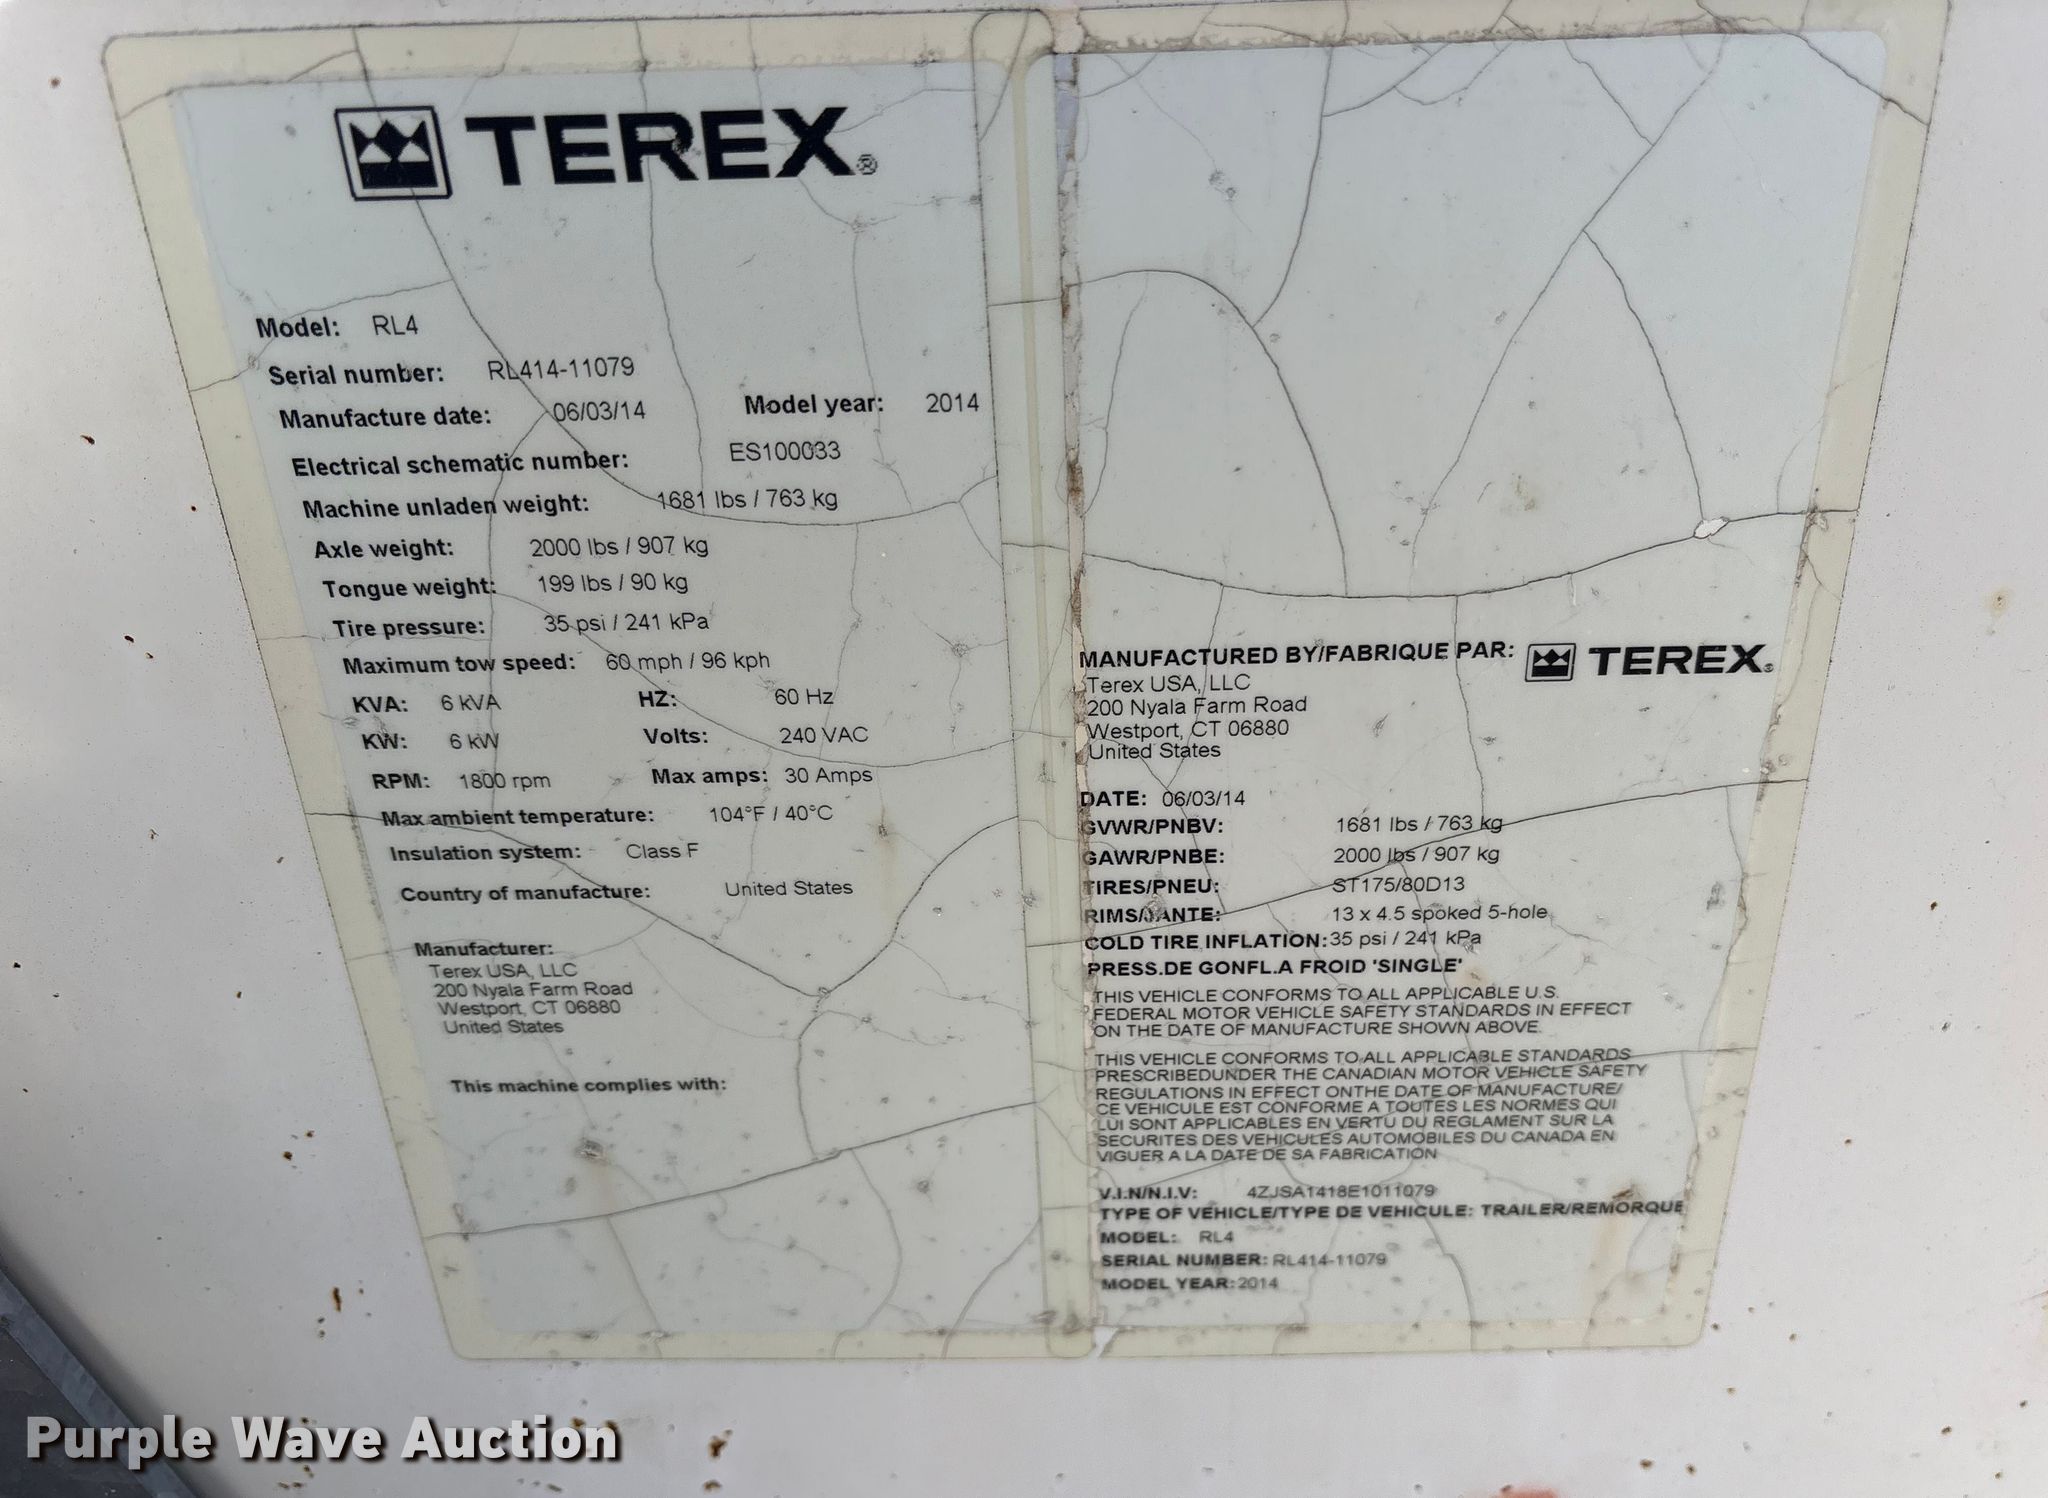 TEREX®
Model: RL4
Serial number: RL414-11079
Manufacture date: 06/03/14 Model year: 2014
Electrical schematic number: ES100033
Machine unladen weight: 1681 lbs / 763 kg
Axle weight: 2000 lbs / 907 kg
Tongue weight: 199 lbs / 90 kg
Tire pressure: 35 psi / 241 kPa
Maximum tow speed: 60 mph / 96 kph
KVA: 6 kVA HZ: 60 Hz
KW: 6 kW Volts: 240 VAC
RPM: 1800 rpm Max amps: 30 Amps
Max ambient temperature: 104°F / 40°C
Insulation system: Class F
Country of manufacture: United States
Manufacturer:
Terex USA, LLC
200 Nyala Farm Road
Westport, CT 06880
United States
This machine complies with:
MANUFACTURED BY/FABRIQUE PAR: TEREX®
Terex USA, LLC
200 Nyala Farm Road
Westport, CT 06880
United States
DATE: 06/03/14
GVWR/PNBV: 1681 lbs / 763 kg
GAWR/PNBE: 2000 lbs / 907 kg
TIRES/PNEU: ST175/80D13
RIMS/JANTE: 13 x 4.5 spoked 5-hole
COLD TIRE INFLATION: 35 psi / 241 kPa
PRESS.DE GONFL.A FROID 'SINGLE'
THIS VEHICLE CONFORMS TO ALL APPLICABLE U.S.
FEDERAL MOTOR VEHICLE SAFETY STANDARDS IN EFFECT
ON THE DATE OF MANUFACTURE SHOWN ABOVE.
THIS VEHICLE CONFORMS TO ALL APPLICABLE STANDARDS
PRESCRIBEDUNDER THE CANADIAN MOTOR VEHICLE SAFETY
REGULATIONS IN EFFECT ONTHE DATE OF MANUFACTURE/
CE VEHICULE EST CONFORME A TOUTES LES NORMES QUI
LUI SONT APPLICABLES EN VERTU DU REGLAMENT SUR LA
SECURITES DES VEHICULES AUTOMOBILES DU CANADA EN
VIGUER A LA DATE DE SA FABRICATION
V.I.N/N.I.V: 4ZJSA1418E1011079
TYPE OF VEHICLE/TYPE DE VEHICULE: TRAILER/REMORQUE
MODEL: RL4
SERIAL NUMBER: RL414-11079
MODEL YEAR: 2014
Purple Wave Auction